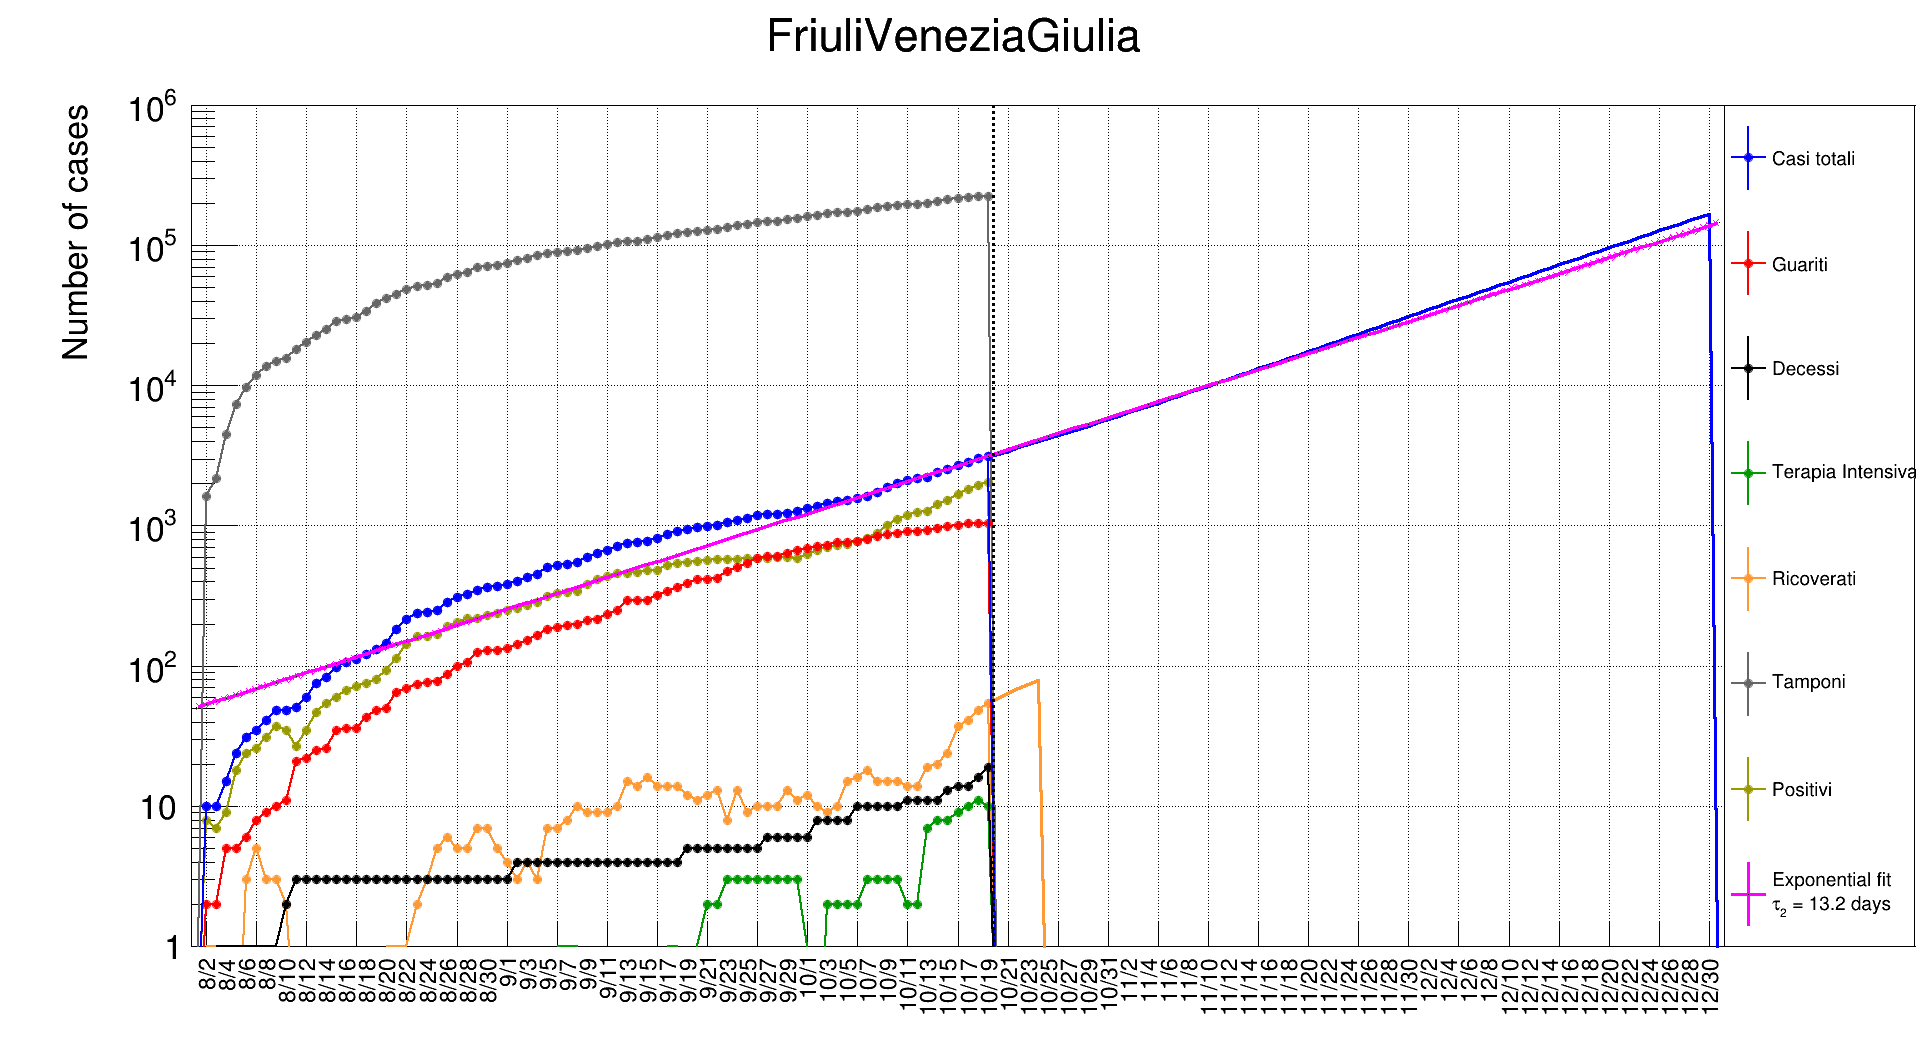 FriuliVeneziaGiulia
Number of cases
10^6
10^5
10^4
10^3
10^2
10
1
8/2 8/4 8/6 8/8 8/10 8/12 8/14 8/16 8/18 8/20 8/22 8/24 8/26 8/28 8/30 9/1 9/3 9/5 9/7 9/9 9/11 9/13 9/15 9/17 9/19 9/21 9/23 9/25 9/27 9/29 10/1 10/3 10/5 10/7 10/9 10/11 10/13 10/15 10/17 10/19 10/21 10/23 10/25 10/27 10/29 10/31 11/2 11/4 11/6 11/8 11/10 11/12 11/14 11/16 11/18 11/20 11/22 11/24 11/26 11/28 11/30 12/2 12/4 12/6 12/8 12/10 12/12 12/14 12/16 12/18 12/20 12/22 12/24 12/26 12/28 12/30
Casi totali
Guariti
Decessi
Terapia Intensiva
Ricoverati
Tamponi
Positivi
Exponential fit
τ₂ = 13.2 days